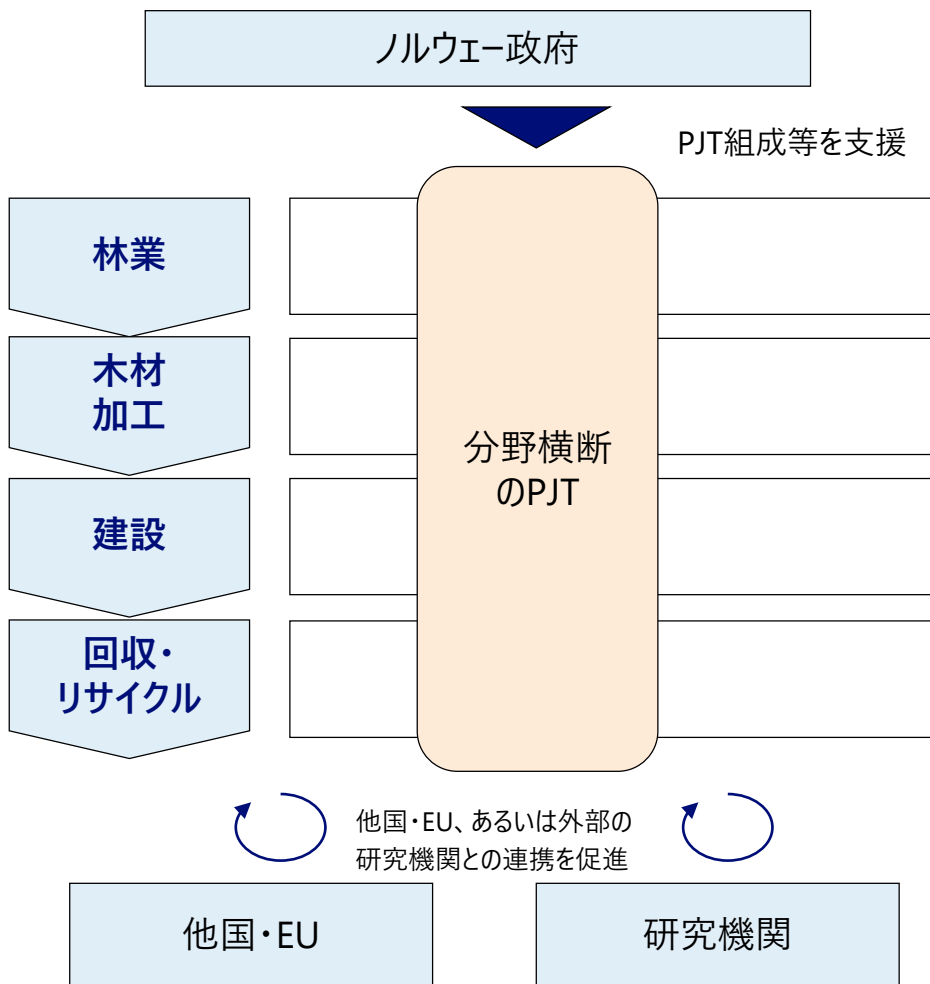 ノルウェー政府
PJT組成等を支援
林業
木材
加工
分野横断
のPJT
建設
回収・
リサイクル
他国・EU、あるいは外部の
研究機関との連携を促進
他国・EU
研究機関